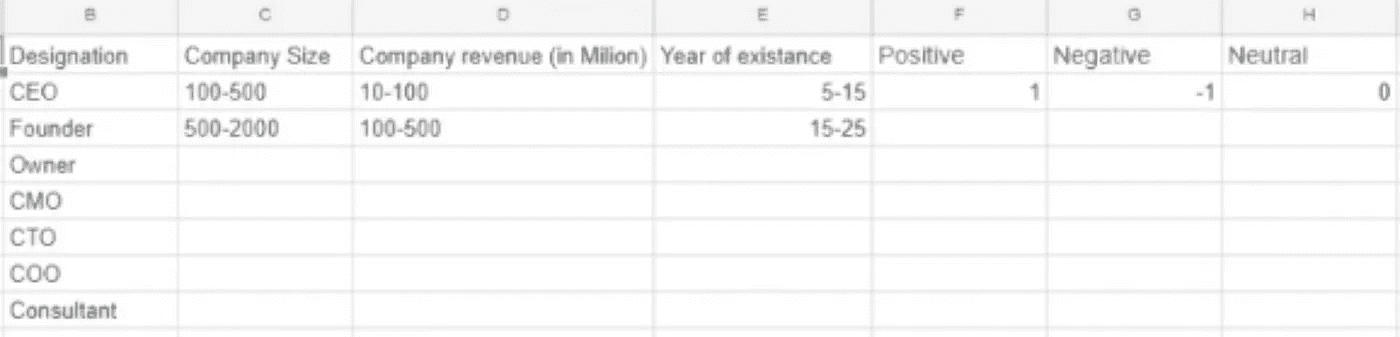 B C D E F G H
Designation Company Size Company revenue (in Milion) Year of existance Positive Negative Neutral
CEO 100-500 10-100 5-15 1 -1 0
Founder 500-2000 100-500 15-25
Owner
CMO
CTO
COO
Consultant